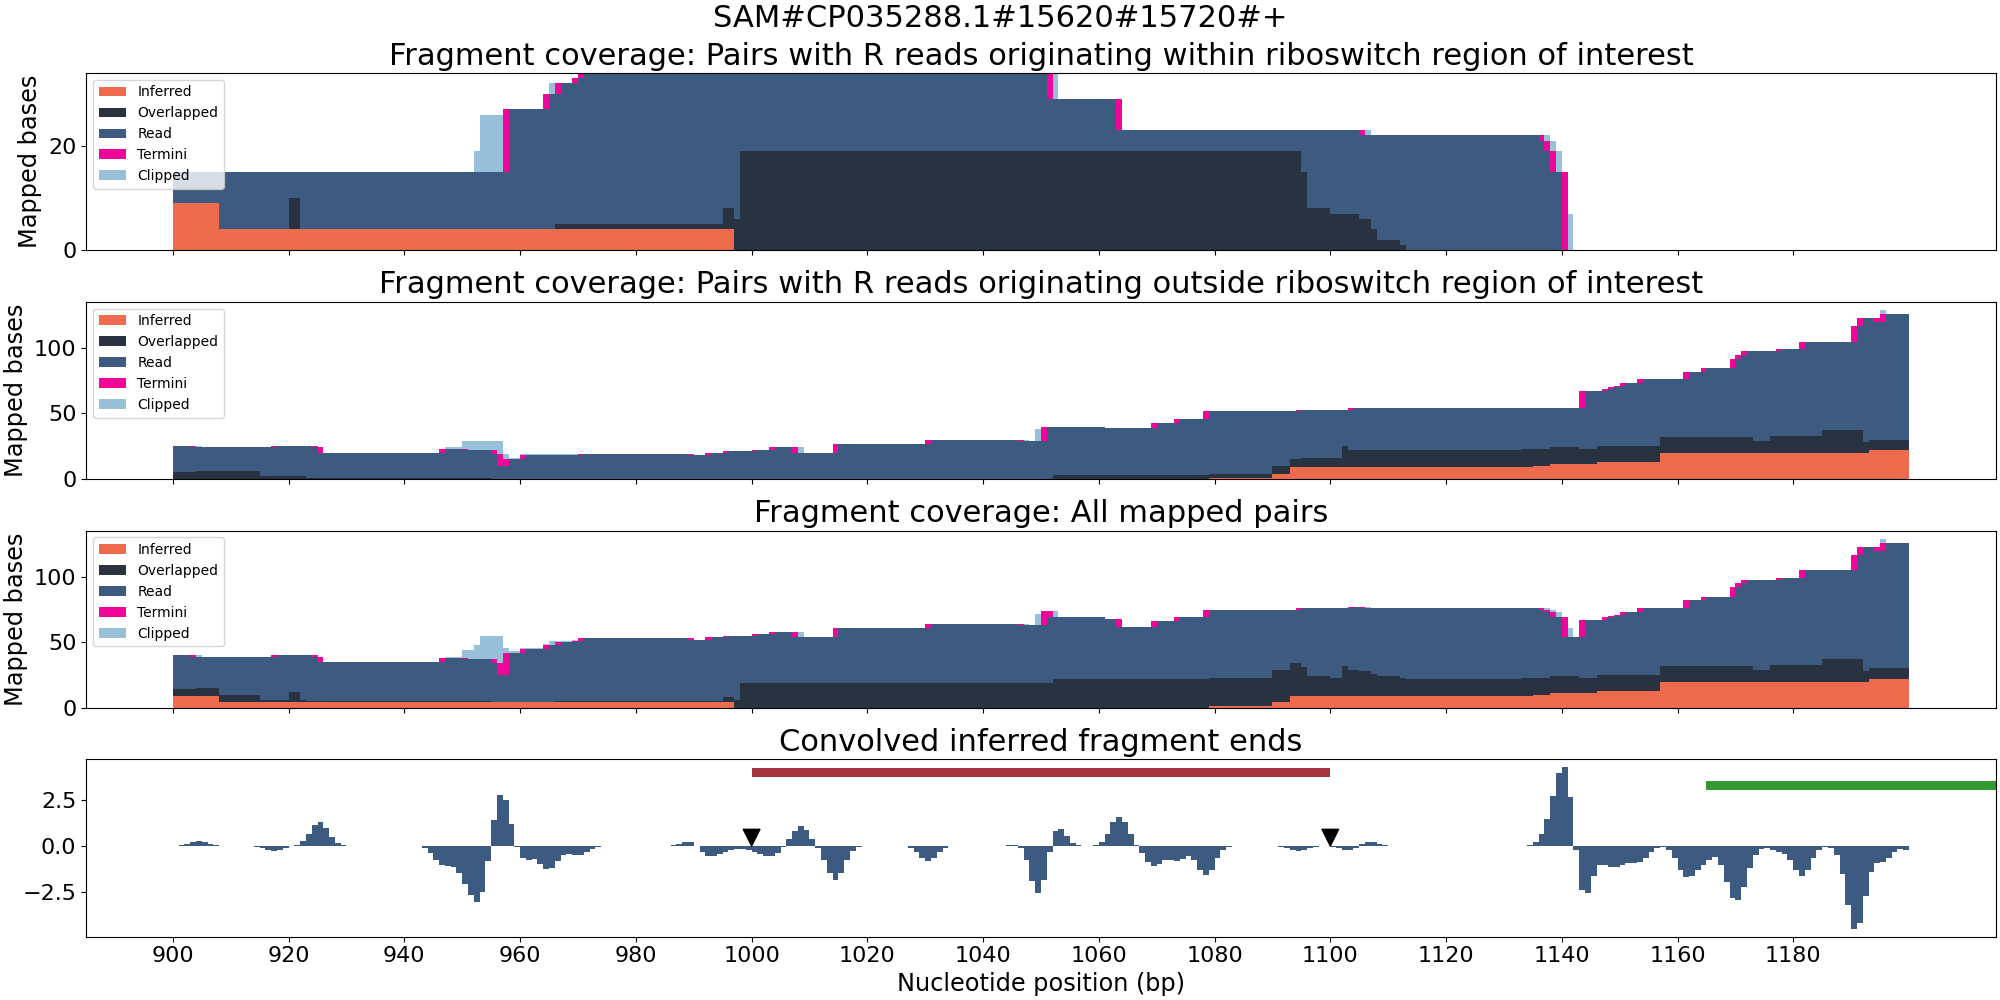 SAM#CP035288.1#15620#15720#+
Fragment coverage: Pairs with R reads originating within riboswitch region of interest
Mapped bases
20
0
Inferred
Overlapped
Read
Termini
Clipped
Fragment coverage: Pairs with R reads originating outside riboswitch region of interest
Mapped bases
100
50
0
Inferred
Overlapped
Read
Termini
Clipped
Fragment coverage: All mapped pairs
Mapped bases
100
50
0
Inferred
Overlapped
Read
Termini
Clipped
Convolved inferred fragment ends
2.5
0.0
−2.5
900 920 940 960 980 1000 1020 1040 1060 1080 1100 1120 1140 1160 1180
Nucleotide position (bp)